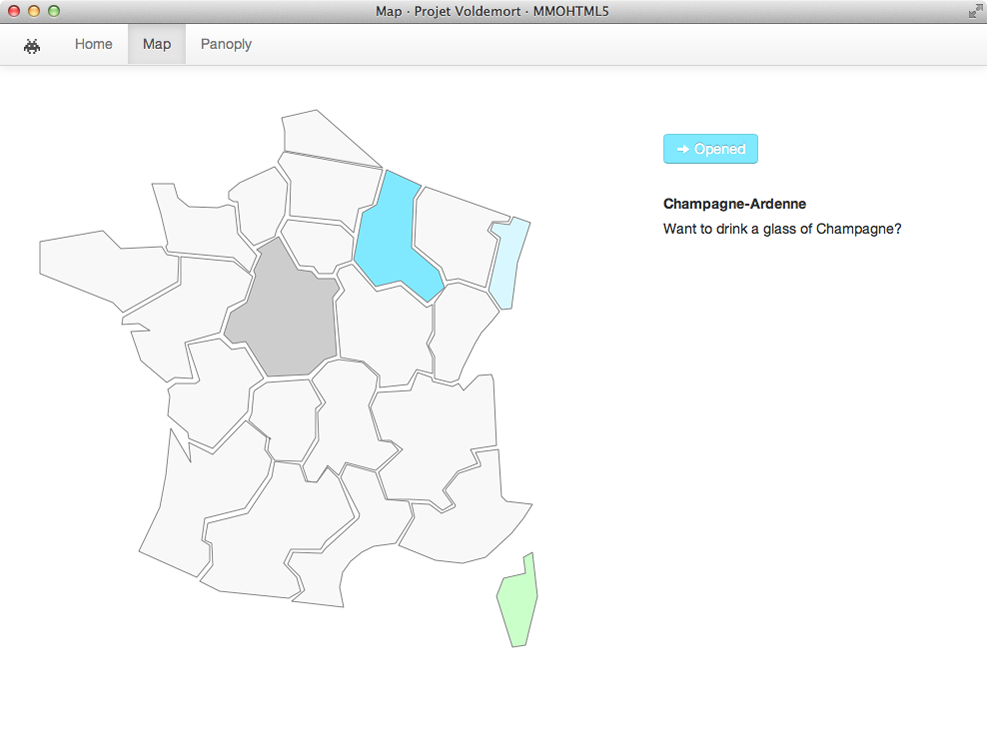 Map · Projet Voldemort · MMOHTML5
Home Map Panoply
Opened
Champagne-Ardenne
Want to drink a glass of Champagne?